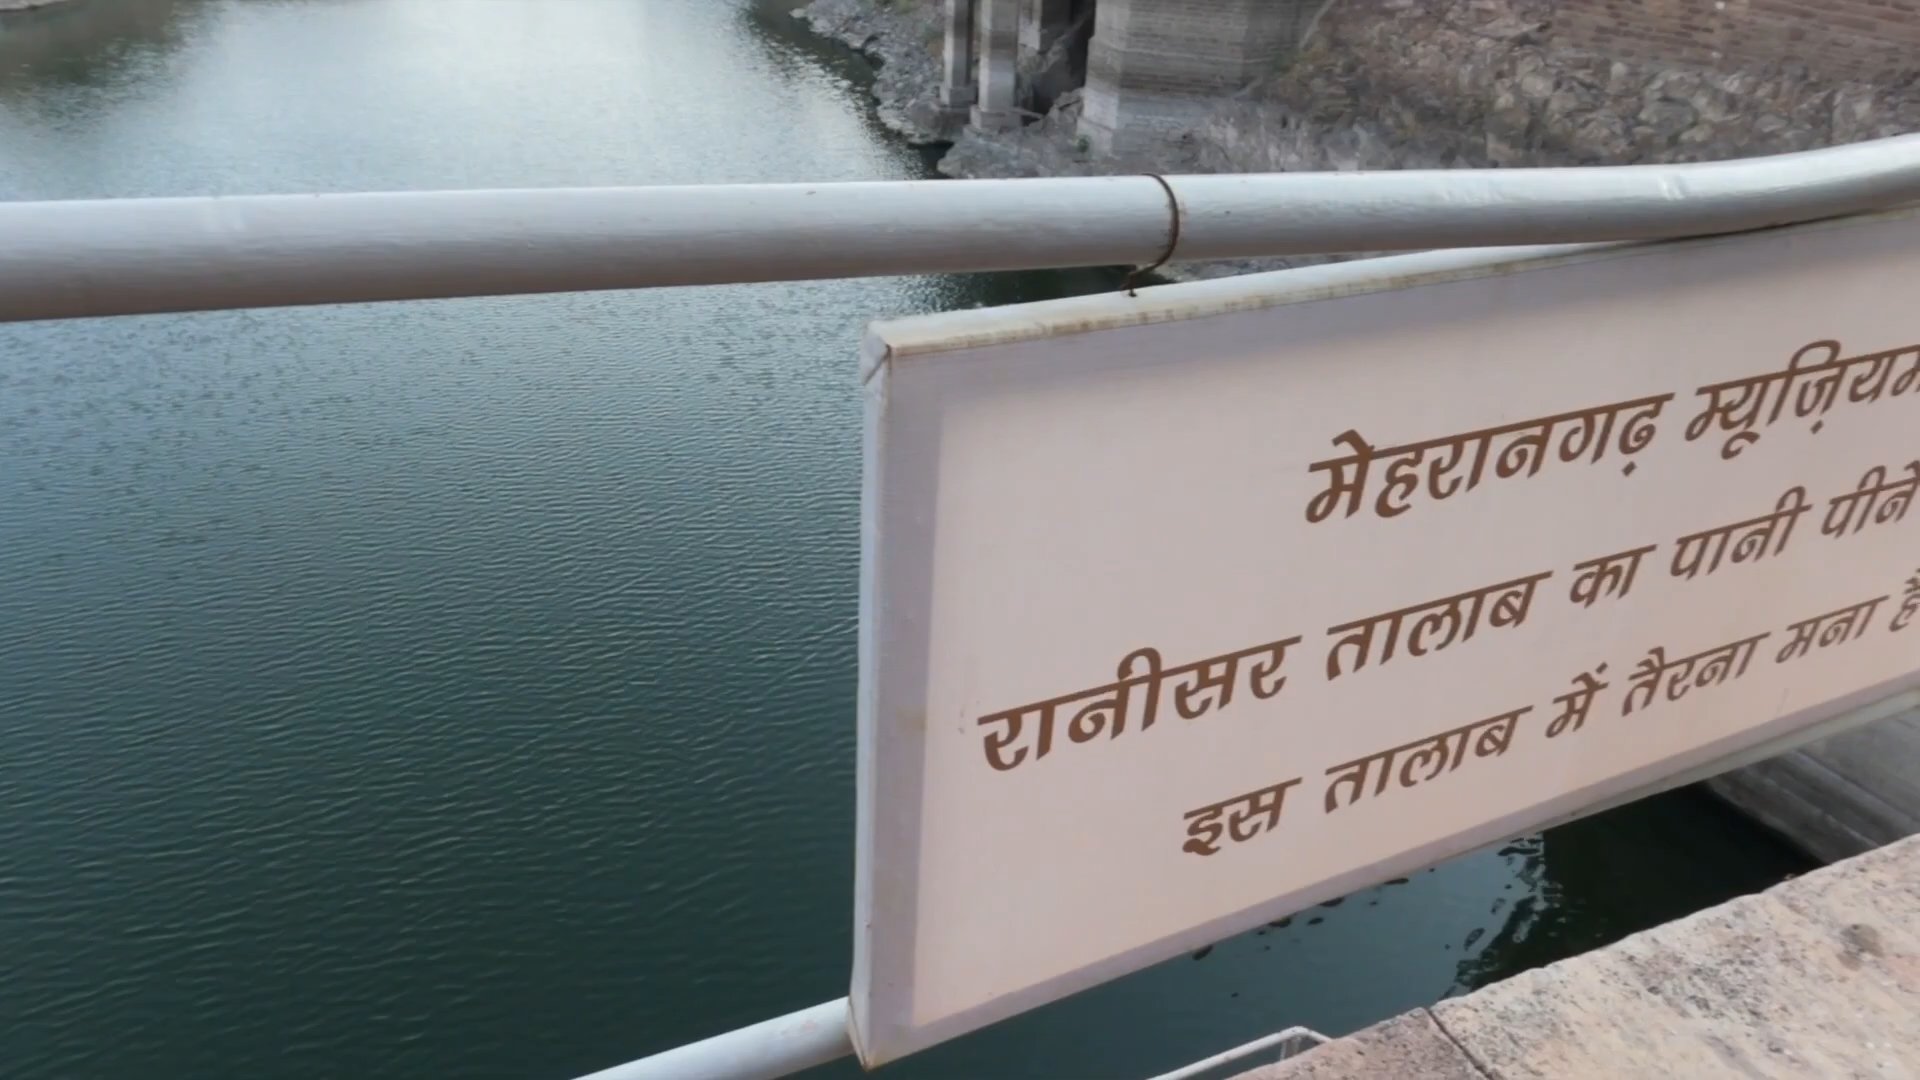 मेहरानगढ़ म्यूज़ियम
रानीसर तालाब का पानी पीने
इस तालाब में तैरना मना है